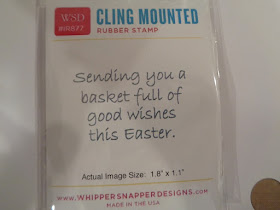 WSD
CLING MOUNTED
RUBBER STAMP
Sending you a
basket full of
good wishes
this Easter.
Actual Image Size: 1.8" x 1.1"
www.WHIPPERSNAPPERDESIGNS.COM
MADE IN THE USA